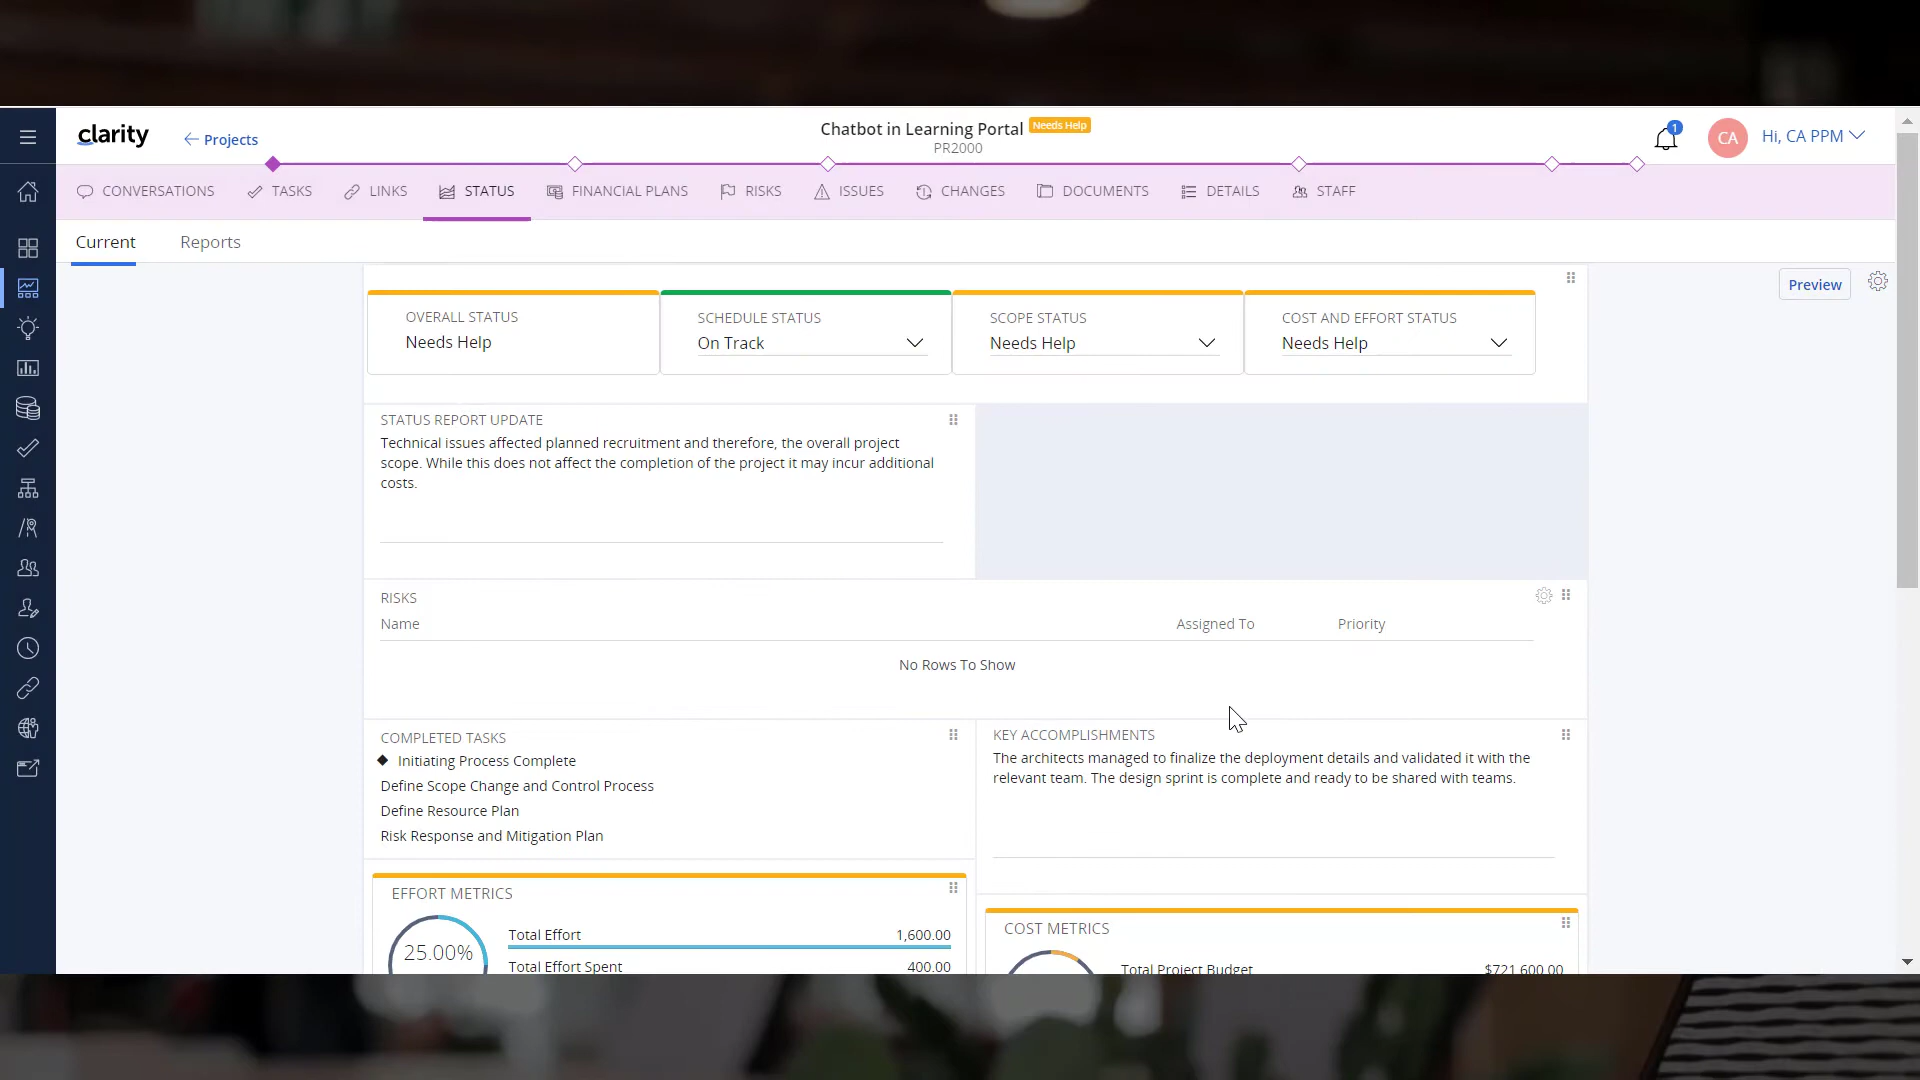 clarity
Projects
Chatbot in Learning Portal
Needs Help
PR2000
1
CA
Hi, CA PPM
CONVERSATIONS
TASKS
LINKS
STATUS
FINANCIAL PLANS
RISKS
ISSUES
CHANGES
DOCUMENTS
DETAILS
STAFF
Current
Reports
Preview
OVERALL STATUS
Needs Help
SCHEDULE STATUS
On Track
SCOPE STATUS
Needs Help
COST AND EFFORT STATUS
Needs Help
STATUS REPORT UPDATE
Technical issues affected planned recruitment and therefore, the overall project
scope. While this does not affect the completion of the project it may incur additional
costs.
RISKS
Name
Assigned To
Priority
No Rows To Show
COMPLETED TASKS
Initiating Process Complete
Define Scope Change and Control Process
Define Resource Plan
Risk Response and Mitigation Plan
KEY ACCOMPLISHMENTS
The architects managed to finalize the deployment details and validated it with the
relevant team. The design sprint is complete and ready to be shared with teams.
EFFORT METRICS
25.00%
Total Effort 1,600.00
Total Effort Spent 400.00
COST METRICS
Total Project Budget $721,600.00